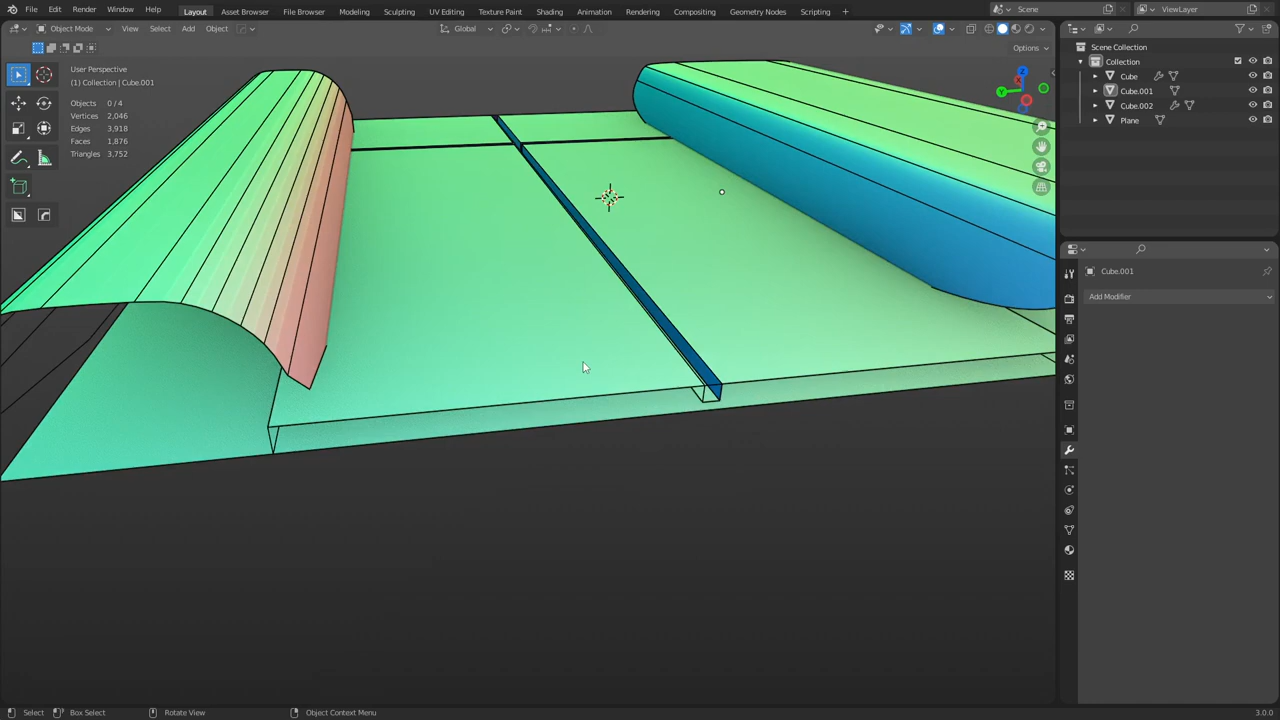 File Edit Render Window Help Layout Asset Browser File Browser Modeling Sculpting UV Editing Texture Paint Shading Animation Rendering Compositing Geometry Nodes Scripting + Scene ViewLayer
Object Mode View Select Add Object Global
Options
User Perspective
(1) Collection | Cube.001
Objects 0 / 4
Vertices 2,046
Edges 3,918
Faces 1,876
Triangles 3,752
Z
Y
Scene Collection
Collection
Cube
Cube.001
Cube.002
Plane
Cube.001
Add Modifier
Select Box Select Rotate View Object Context Menu 3.0.0